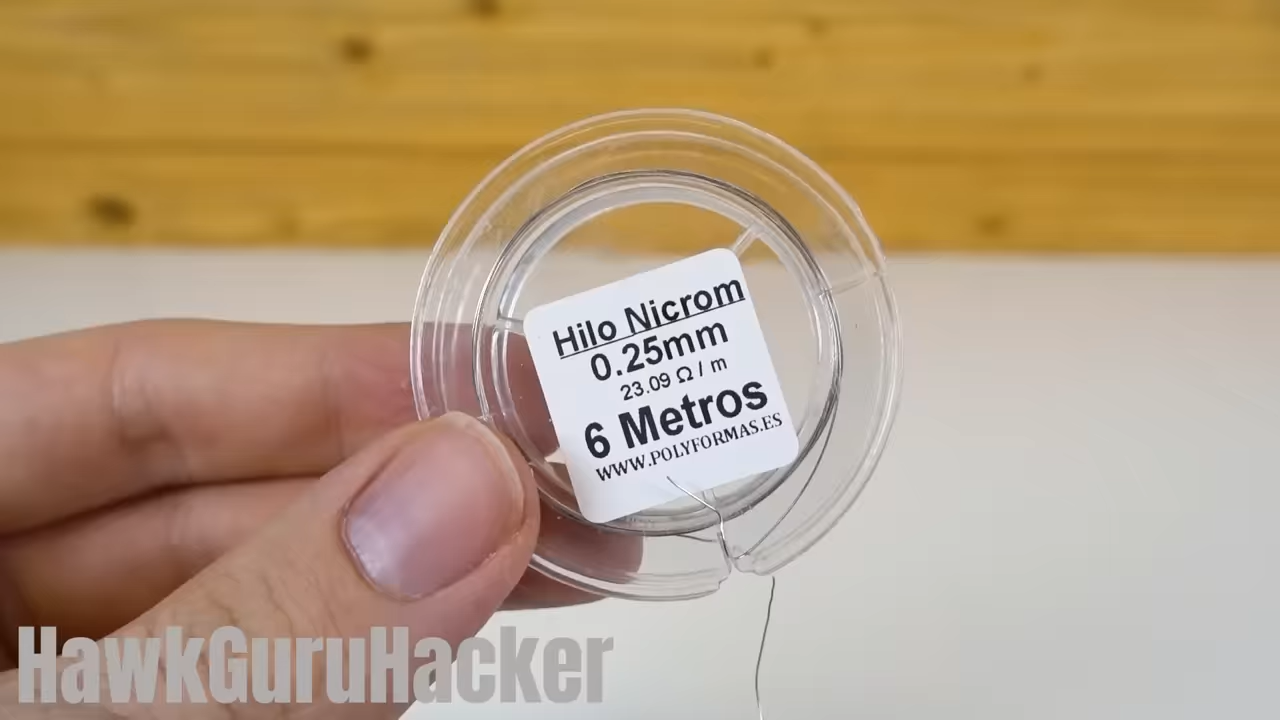 Hilo Nicrom
0.25mm
23.09 Ω / m
6 Metros
WWW.POLYFORMAS.ES
HawkGuruHacker